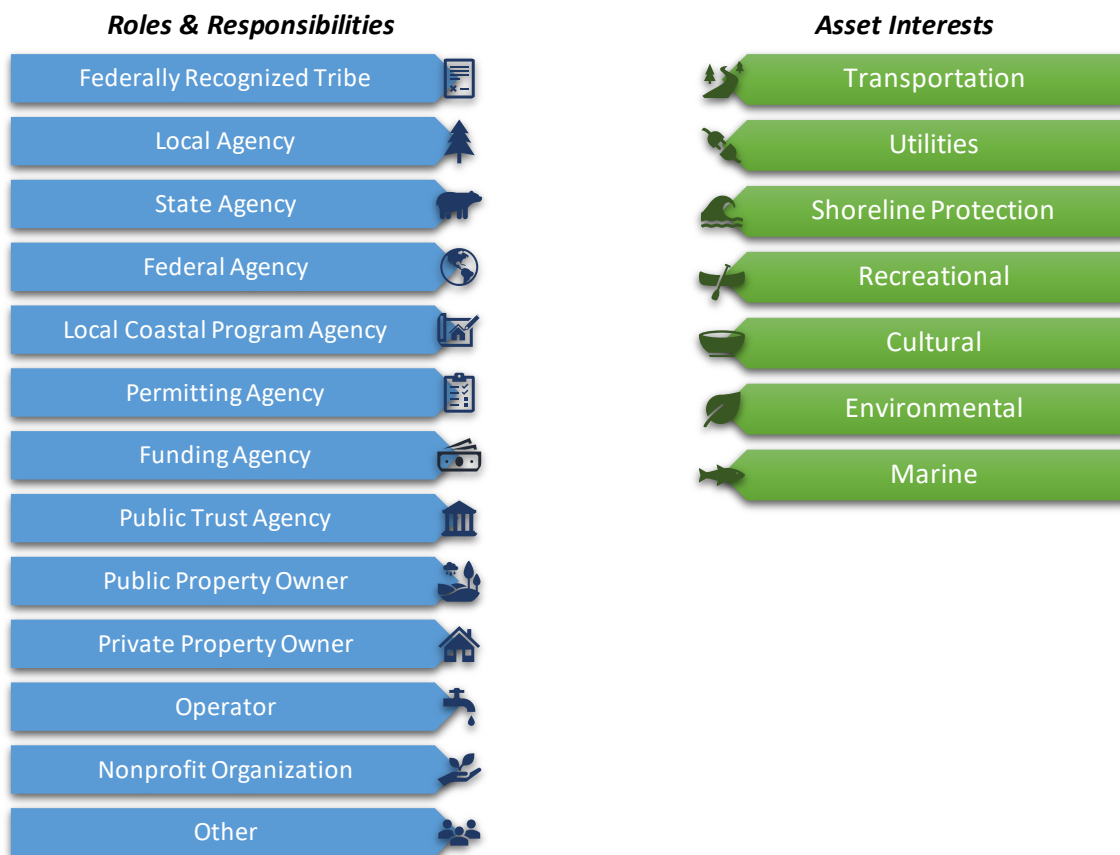 Roles & Responsibilities
Federally Recognized Tribe
Local Agency
State Agency
Federal Agency
Local Coastal Program Agency
Permitting Agency
Funding Agency
Public Trust Agency
Public Property Owner
Private Property Owner
Operator
Nonprofit Organization
Other
Asset Interests
Transportation
Utilities
Shoreline Protection
Recreational
Cultural
Environmental
Marine